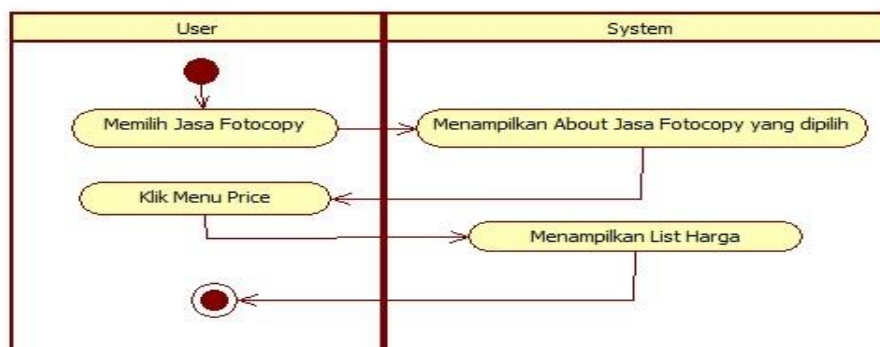 User
System
Memilih Jasa Fotocopy
Menampilkan About Jasa Fotocopy yang dipilih
Klik Menu Price
Menampilkan List Harga